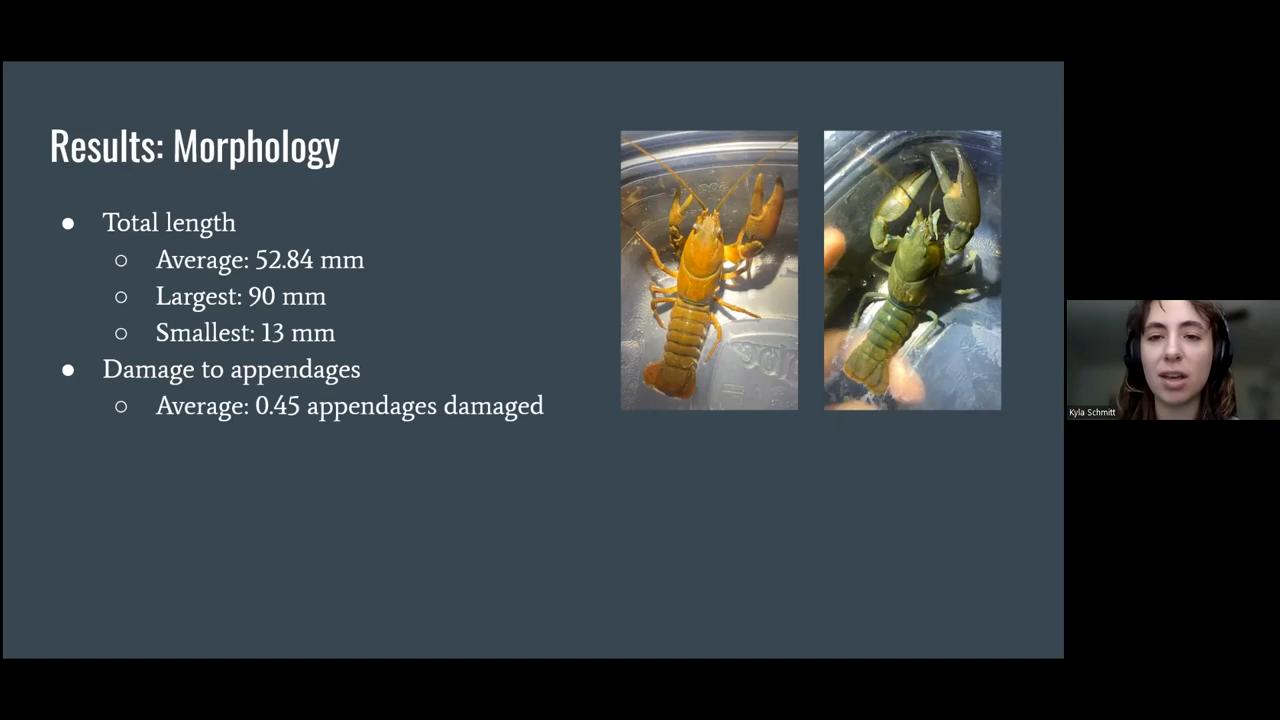 Results: Morphology
● Total length
○ Average: 52.84 mm
○ Largest: 90 mm
○ Smallest: 13 mm
● Damage to appendages
○ Average: 0.45 appendages damaged
Kyla Schmitt